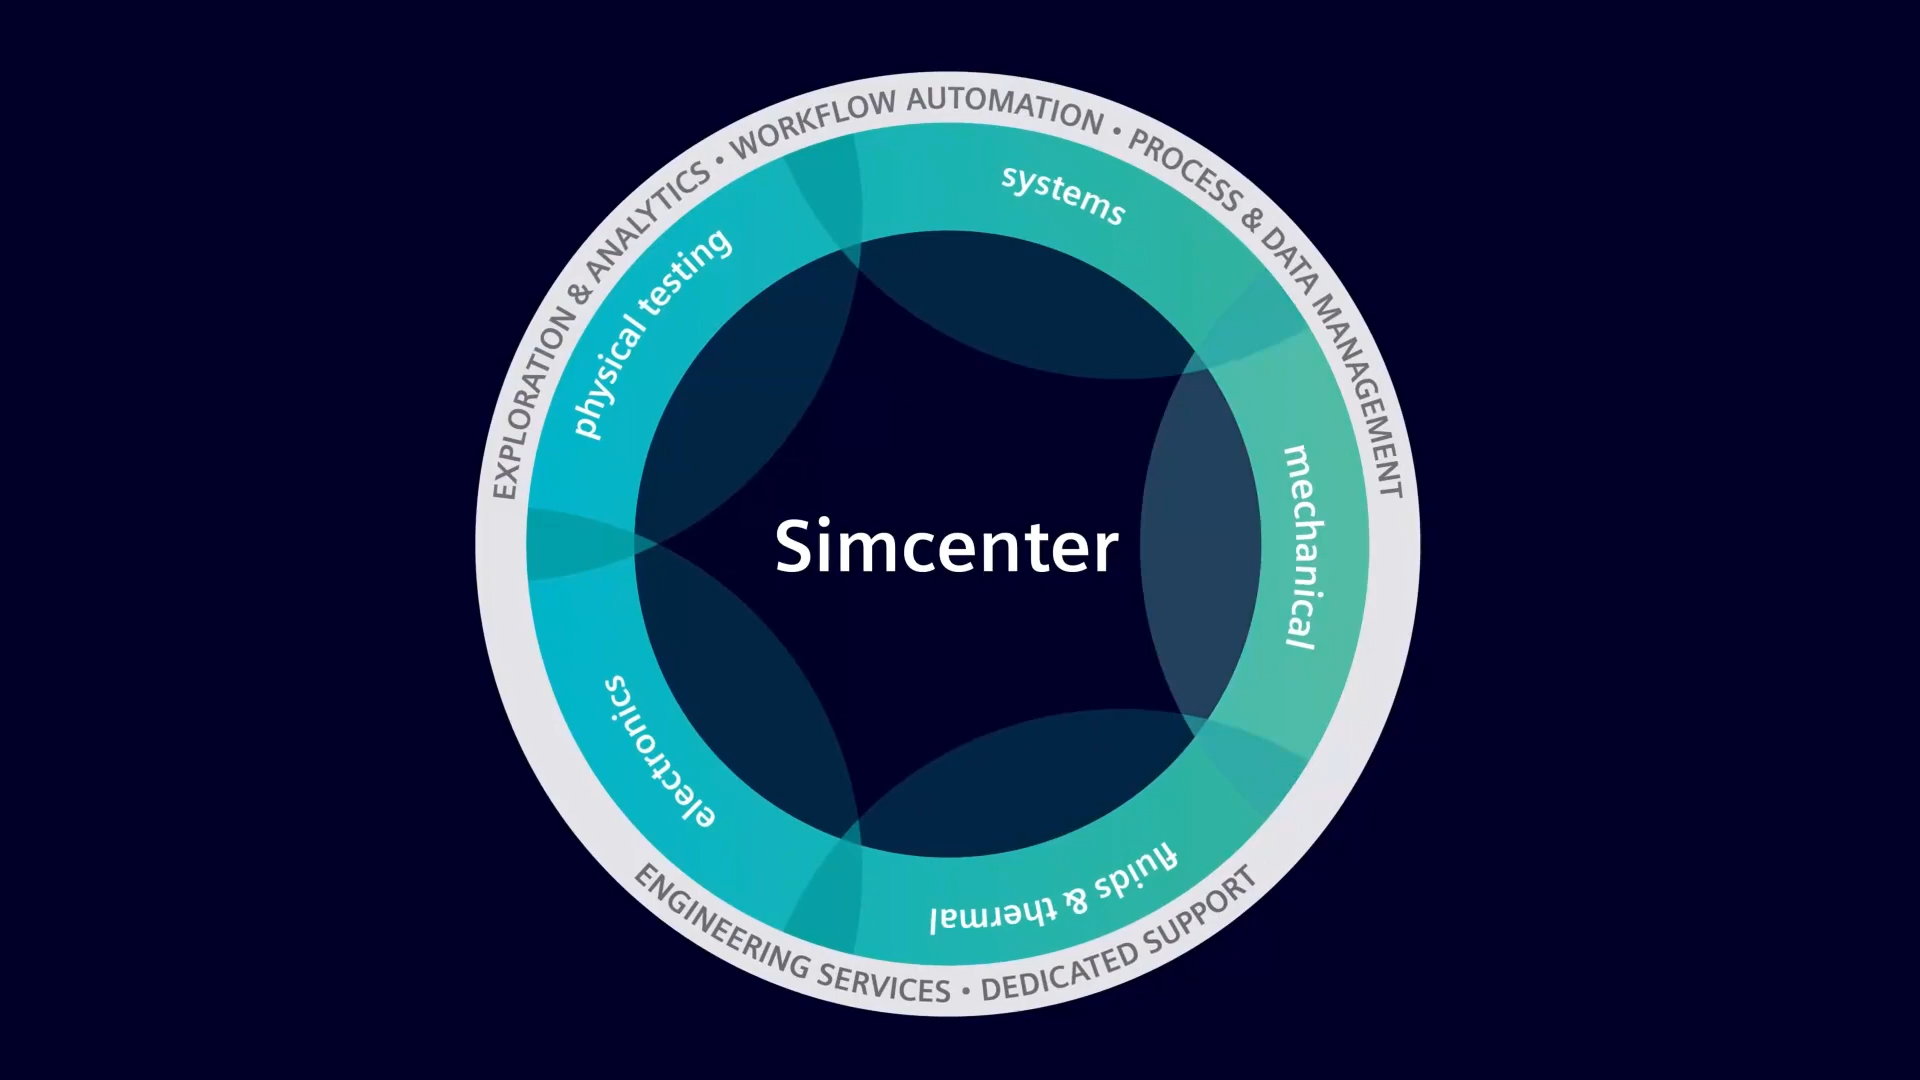 EXPLORATION & ANALYTICS • WORKFLOW AUTOMATION • PROCESS & DATA MANAGEMENT
systems
physical testing
mechanical
Simcenter
electronics
fluids & thermal
ENGINEERING SERVICES • DEDICATED SUPPORT